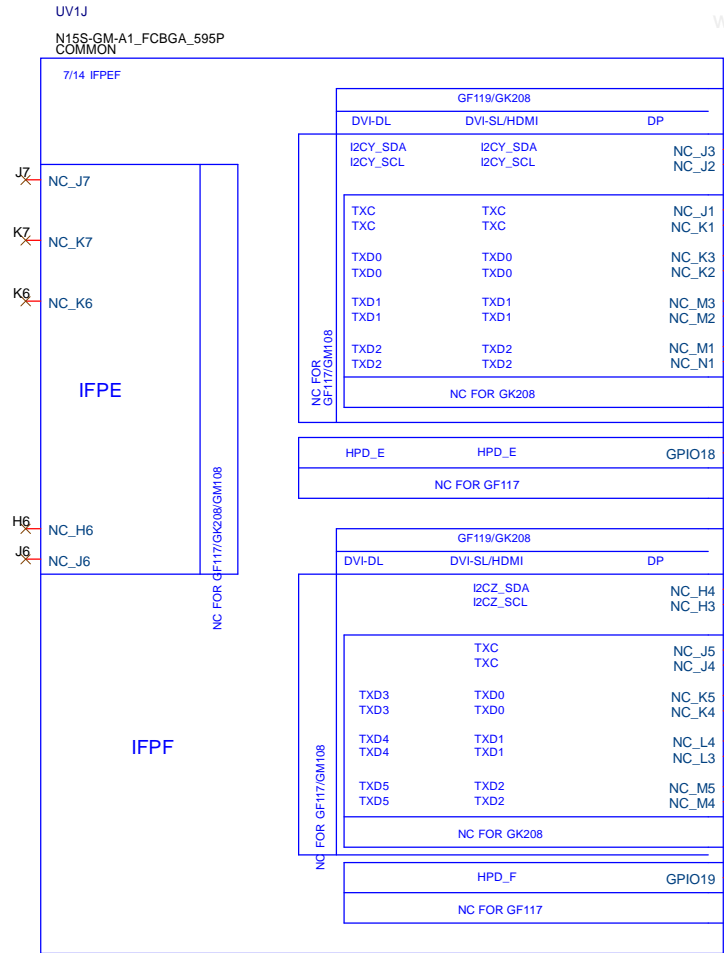 UV1J
W
N15S-GM-A1_FCBGA_595P
COMMON
7/14 IFPEF
GF119/GK208
DVI-DL DVI-SL/HDMI DP
I2CY_SDA I2CY_SDA NC_J3
I2CY_SCL I2CY_SCL NC_J2
J7 NC_J7
TXC TXC NC_J1
TXC TXC NC_K1
K7 NC_K7
TXD0 TXD0 NC_K3
TXD0 TXD0 NC_K2
K6 NC_K6
TXD1 TXD1 NC_M3
TXD1 TXD1 NC_M2
TXD2 TXD2 NC_M1
TXD2 TXD2 NC_N1
NC FOR
GF117/GM108
IFPE
NC FOR GK208
HPD_E HPD_E GPIO18
NC FOR GF117
NC FOR GF117/GK208/GM108
H6 NC_H6
J6 NC_J6
GF119/GK208
DVI-DL DVI-SL/HDMI DP
I2CZ_SDA NC_H4
I2CZ_SCL NC_H3
TXC NC_J5
TXC NC_J4
TXD3 TXD0 NC_K5
TXD3 TXD0 NC_K4
IFPF
TXD4 TXD1 NC_L4
TXD4 TXD1 NC_L3
TXD5 TXD2 NC_M5
TXD5 TXD2 NC_M4
NC FOR GF117/GM108
NC FOR GK208
HPD_F GPIO19
NC FOR GF117